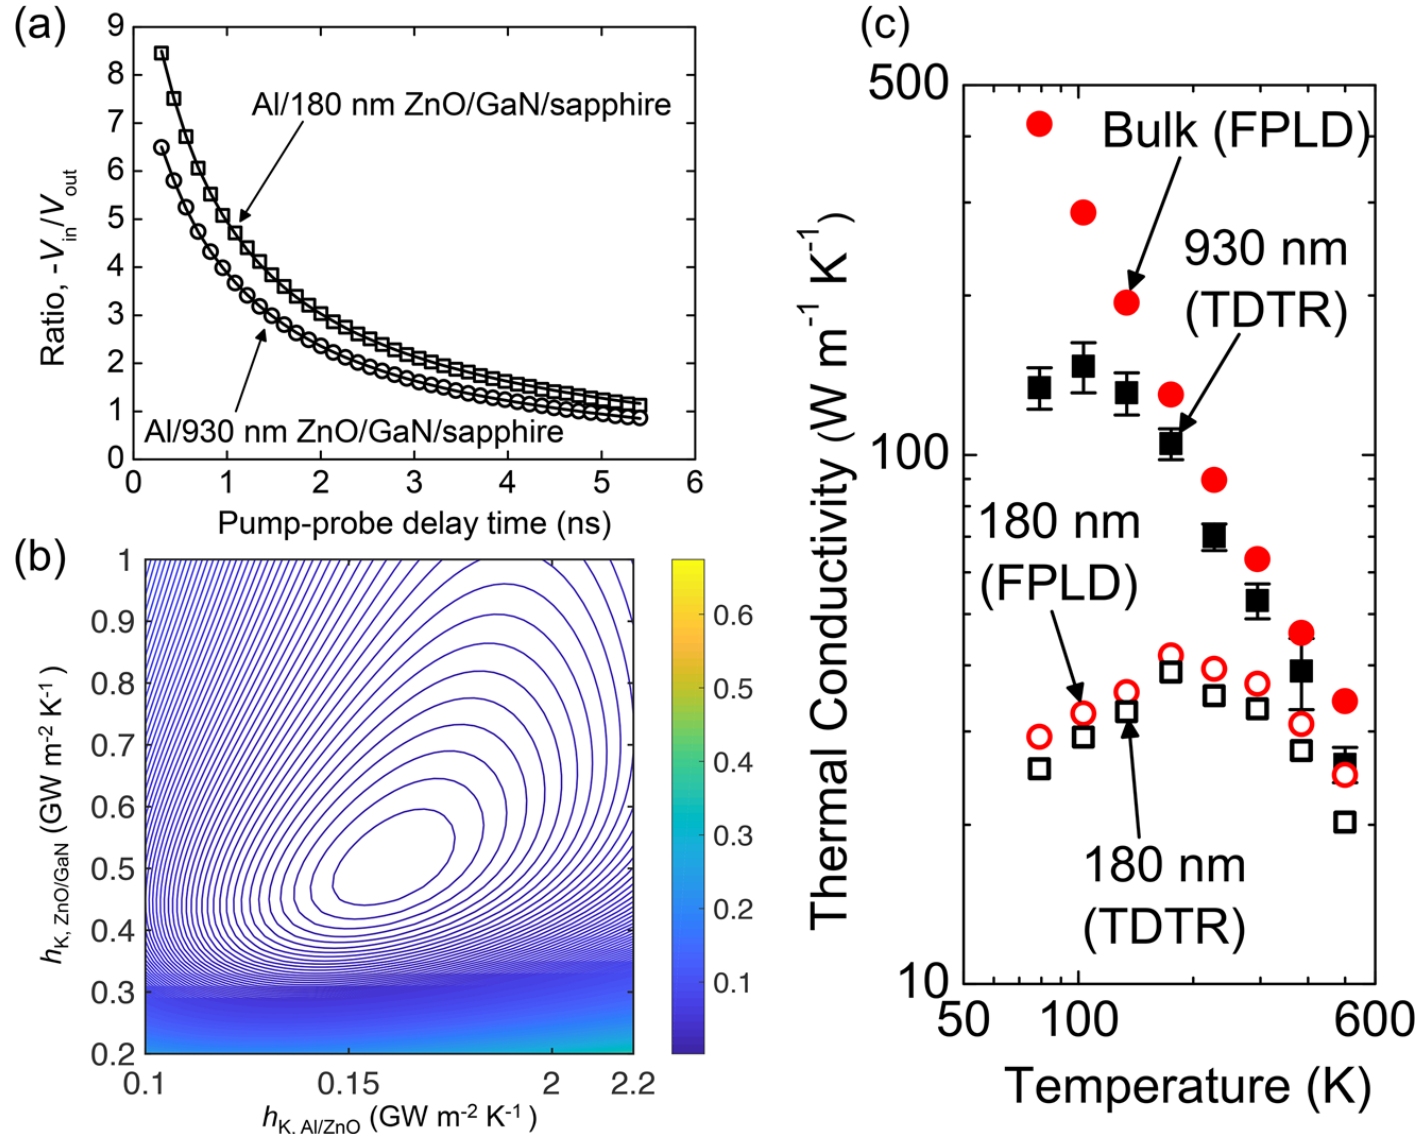 (a)
9
8
7
6
5
4
3
2
1
0
Ratio, -Vin/Vout
Al/180 nm ZnO/GaN/sapphire
Al/930 nm ZnO/GaN/sapphire
0 1 2 3 4 5 6
Pump-probe delay time (ns)
(b)
1
0.9
0.8
0.7
0.6
0.5
0.4
0.3
0.2
hK, ZnO/GaN (GW m-2 K-1)
0.1 0.15 2 2.2
hK, Al/ZnO (GW m-2 K-1)
0.6
0.5
0.4
0.3
0.2
0.1
(c)
500
100
10
Thermal Conductivity (W m-1 K-1)
Bulk (FPLD)
930 nm
(TDTR)
180 nm
(FPLD)
180 nm
(TDTR)
50 100 600
Temperature (K)